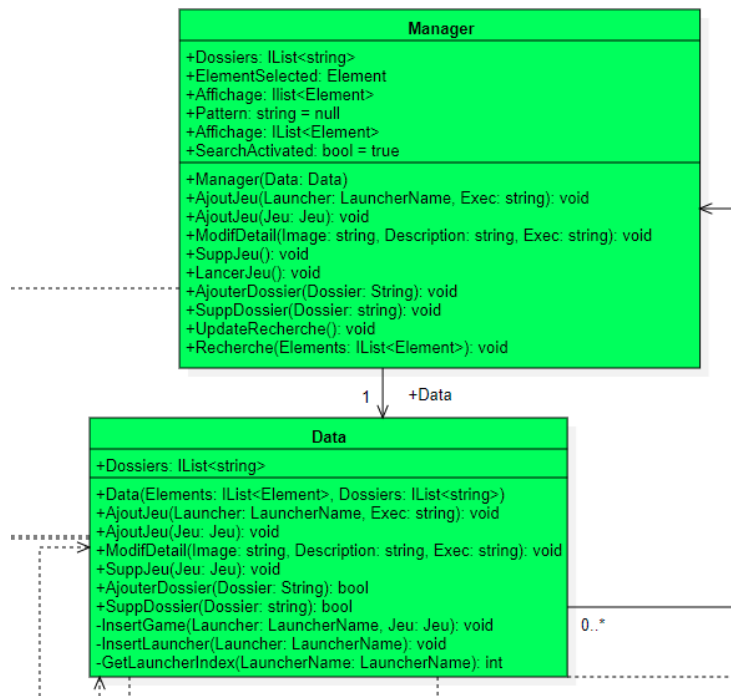 Manager
+Dossiers: IList<string>
+ElementSelected: Element
+Affichage: Ilist<Element>
+Pattern: string = null
+Affichage: IList<Element>
+SearchActivated: bool = true
+Manager(Data: Data)
+AjoutJeu(Launcher: LauncherName, Exec: string): void
+AjoutJeu(Jeu: Jeu): void
+ModifDetail(Image: string, Description: string, Exec: string): void
+SuppJeu(): void
+LancerJeu(): void
+AjouterDossier(Dossier: String): void
+SuppDossier(Dossier: string): void
+UpdateRecherche(): void
+Recherche(Elements: IList<Element>): void
1 +Data
Data
+Dossiers: IList<string>
+Data(Elements: IList<Element>, Dossiers: IList<string>)
+AjoutJeu(Launcher: LauncherName, Exec: string): void
+AjoutJeu(Jeu: Jeu): void
+ModifDetail(Image: string, Description: string, Exec: string): void
+SuppJeu(Jeu: Jeu): void
+AjouterDossier(Dossier: String): bool
+SuppDossier(Dossier: string): bool
-InsertGame(Launcher: LauncherName, Jeu: Jeu): void
-InsertLauncher(Launcher: LauncherName): void
-GetLauncherIndex(LauncherName: LauncherName): int
0..*